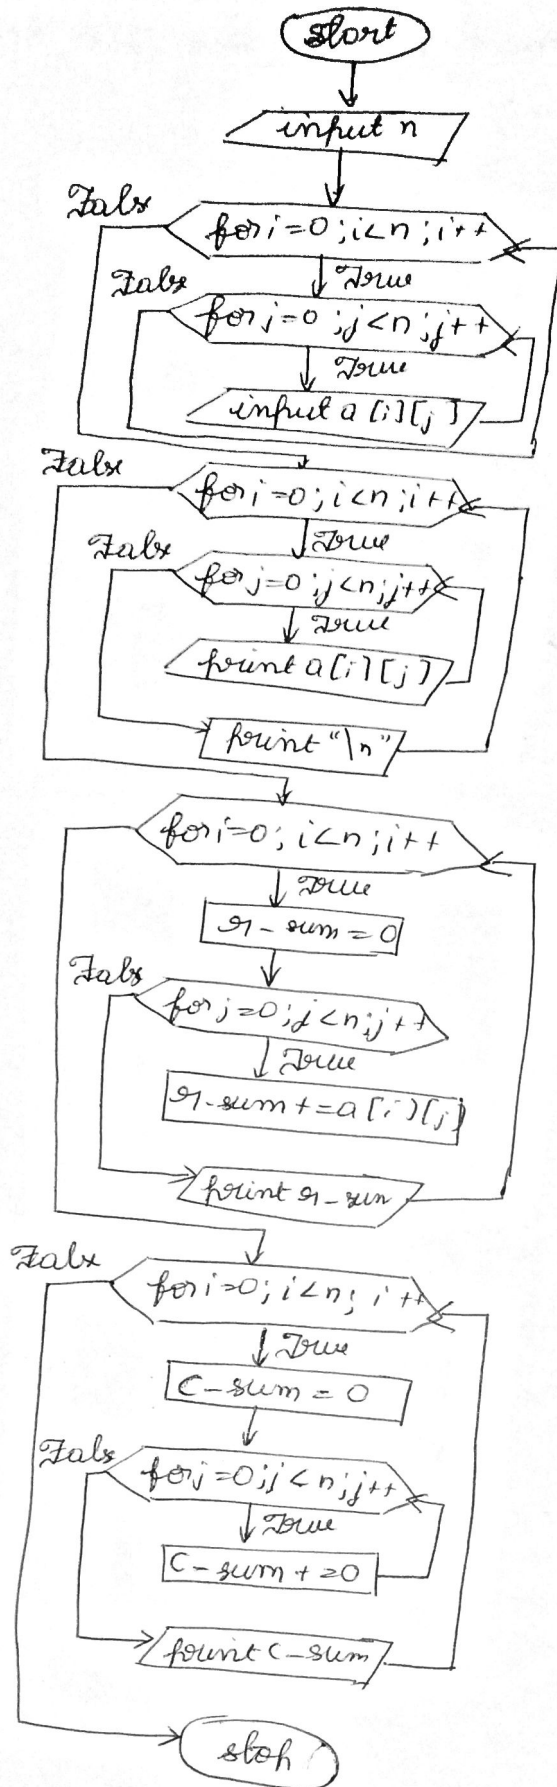 start
input n
False
for i=0; i<n; i++
True
False
for j=0; j<n; j++
True
input a[i][j]
False
for i=0; i<n; i++
True
False
for j=0; j<n; j++
True
print a[i][j]
print "\n"
for i=0; i<n; i++
True
r-sum = 0
False
for j=0; j<n; j++
True
r-sum += a[i][j]
print r-sum
False
for i=0; i<n; i++
True
C-sum = 0
False
for j=0; j<n; j++
True
C-sum + =0
print C-sum
stop